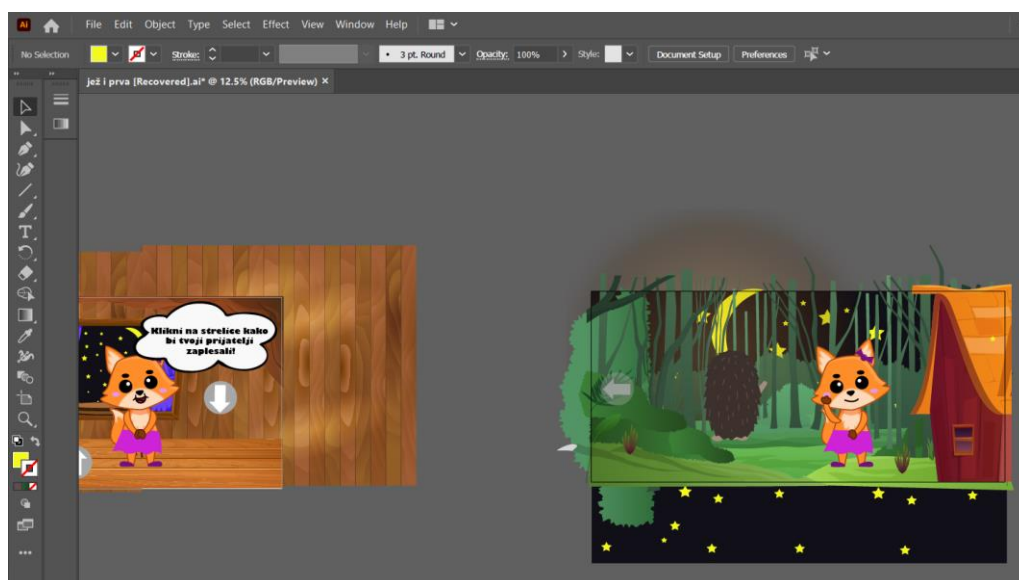 Ai File Edit Object Type Select Effect View Window Help
No Selection Stroke: 3 pt. Round Opacity: 100% Style: Document Setup Preferences
jež i prva [Recovered].ai* @ 12.5% (RGB/Preview) ×
Klikni na strelice kako
bi tvoji prijatelji
zaplesali!